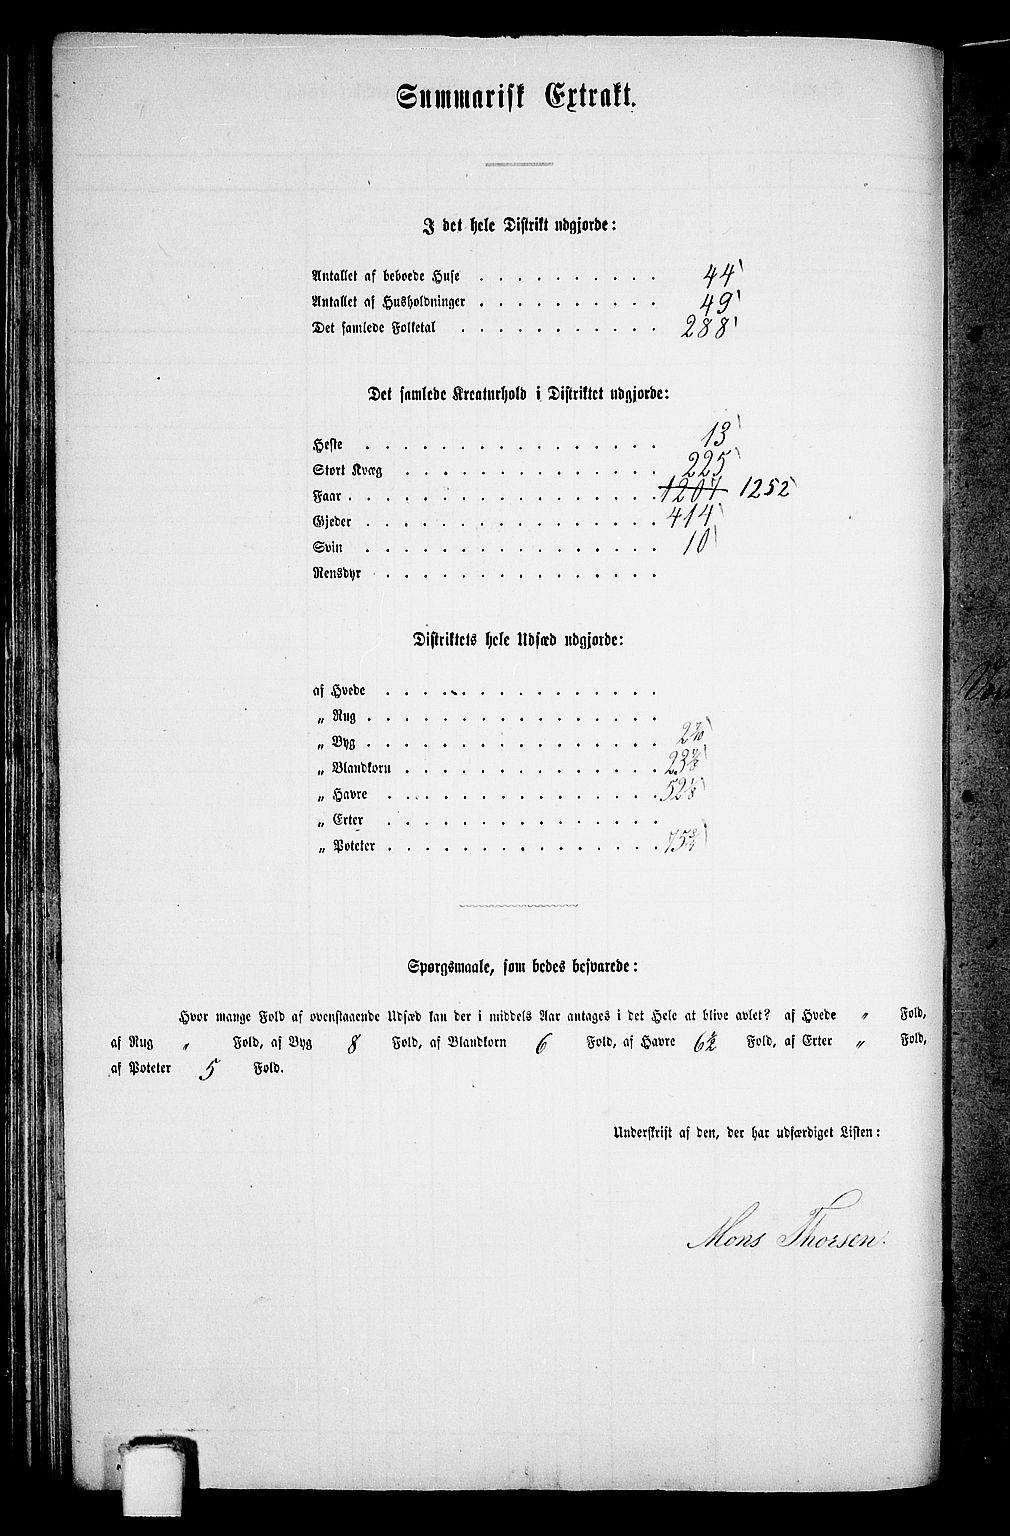 Summarisk Extrakt.
I det hele Distrikt udgjorde:
Antallet af beboede Huse . . . . . . . . . . 44
Antallet af Husholdninger . . . . . . . . . . 49
Det samlede Folketal . . . . . . . . . . . 288
Det samlede Kreaturhold i Distriktet udgjorde:
Heste . . . . . . . . . . . . . . . . 13
Stort Kvæg . . . . . . . . . . . . . . 225
Faar . . . . . . . . . . . . . . . . . 1252
Gjeder . . . . . . . . . . . . . . . . 414
Svin . . . . . . . . . . . . . . . . 10
Rensdyr . . . . . . . . . . . . . . .
Distriktets hele Udsæd udgjorde:
af Hvede . . . . . . . . . . . . . . .
„ Rug . . . . . . . . . . . . . . . .
„ Byg . . . . . . . . . . . . . . . . 2
„ Blandkorn . . . . . . . . . . . . . . 23
„ Havre . . . . . . . . . . . . . . . 52
„ Erter . . . . . . . . . . . . . . .
„ Poteter . . . . . . . . . . . . . . . 75
Spørgsmaale, som bedes besvarede:
Hvor mange Fold af ovenstaaende Udsæd kan der i middels Aar antages i det Hele at blive avlet? af Hvede „ Fold,
af Rug „ Fold, af Byg 8 Fold, af Blandkorn 6 Fold, af Havre 6½ Fold, af Erter „ Fold,
af Poteter 5 Fold.
Underskrift af den, der har udfærdiget Listen:
Mons Thorsen.